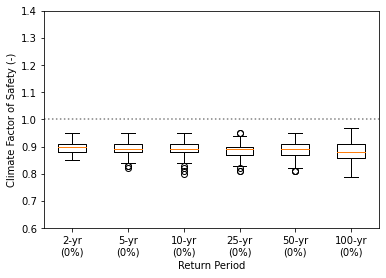 Climate Factor of Safety (-)
1.4
1.3
1.2
1.1
1.0
0.9
0.8
0.7
0.6
2-yr 5-yr 10-yr 25-yr 50-yr 100-yr
(0%) (0%) (0%) (0%) (0%) (0%)
Return Period